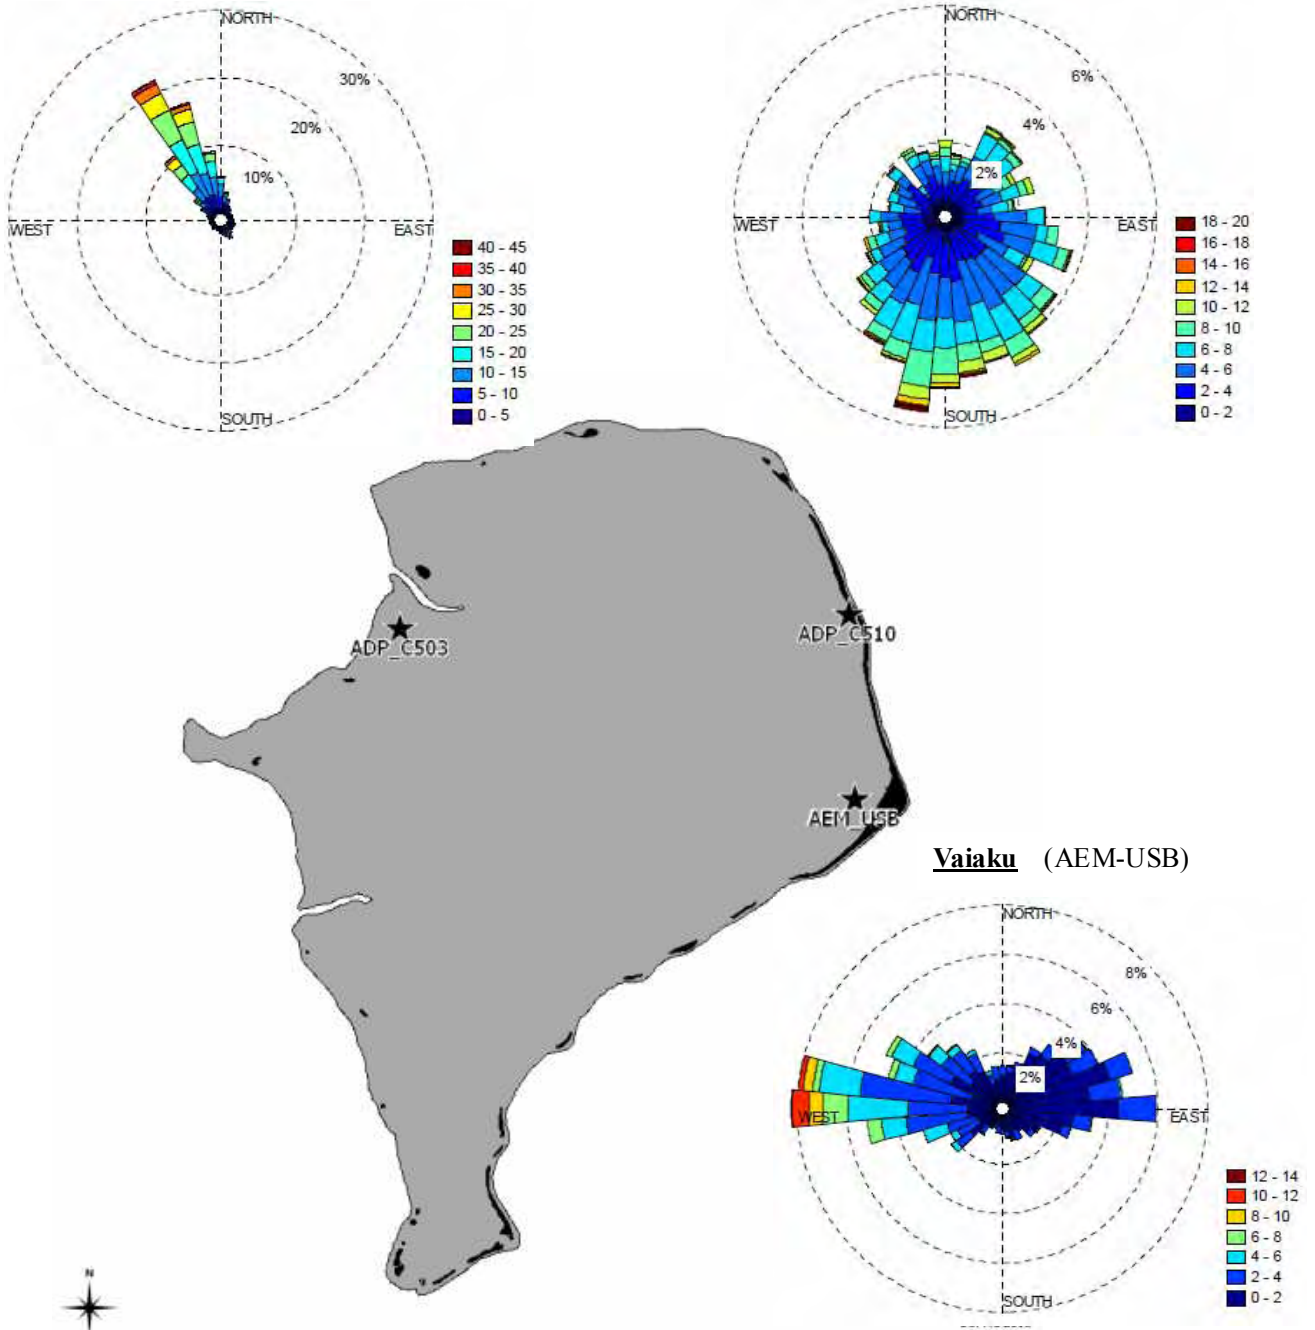 NORTH
30%
20%
10%
WEST
EAST
SOUTH
40 - 45
35 - 40
30 - 35
25 - 30
20 - 25
15 - 20
10 - 15
5 - 10
0 - 5
NORTH
6%
4%
2%
WEST
EAST
SOUTH
18 - 20
16 - 18
14 - 16
12 - 14
10 - 12
8 - 10
6 - 8
4 - 6
2 - 4
0 - 2
ADP_C503
ADP_C510
AEM_USB
Vaiaku (AEM-USB)
NORTH
8%
6%
4%
2%
WEST
EAST
SOUTH
12 - 14
10 - 12
8 - 10
6 - 8
4 - 6
2 - 4
0 - 2
N